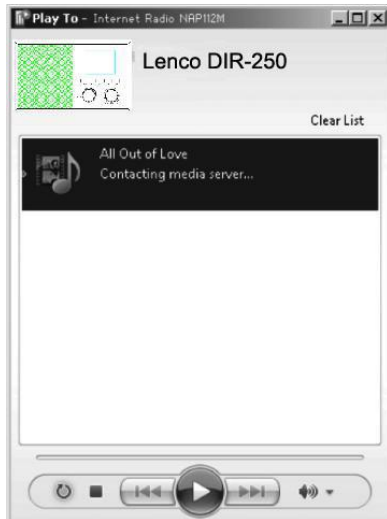 Play To - Internet Radio NAP112M
Lenco DIR-250
Clear List
All Out of Love
Contacting media server...